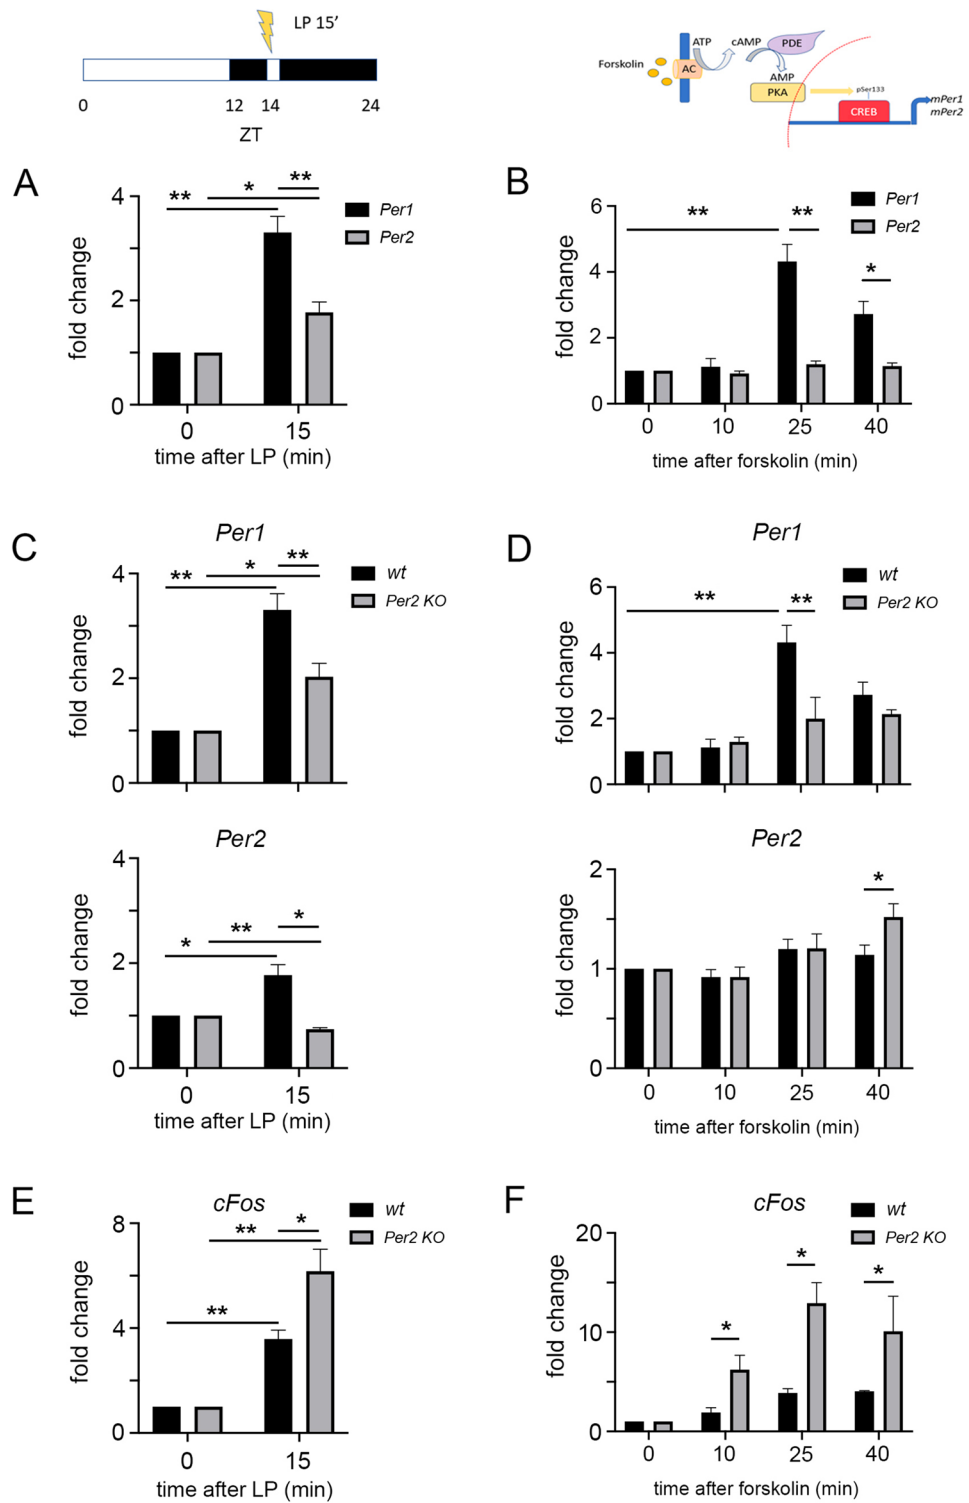 LP 15’
0 12 14 24
ZT
Forskolin
ATP
cAMP
PDE
AC
AMP
PKA
pSer133
CREB
mPer1
mPer2
A
fold change
4
2
0
** * **
Per1
Per2
0 15
time after LP (min)
B
fold change
6
4
2
0
** ** *
Per1
Per2
0 10 25 40
time after forskolin (min)
C
Per1
fold change
4
2
0
** * **
wt
Per2 KO
Per2
fold change
4
2
0
* ** *
0 15
time after LP (min)
D
Per1
fold change
6
4
2
0
** **
wt
Per2 KO
Per2
fold change
2
1
0
*
0 10 25 40
time after forskolin (min)
E
cFos
fold change
8
6
4
2
0
** ** *
wt
Per2 KO
0 15
time after LP (min)
F
cFos
fold change
20
10
0
* * *
wt
Per2 KO
0 10 25 40
time after forskolin (min)